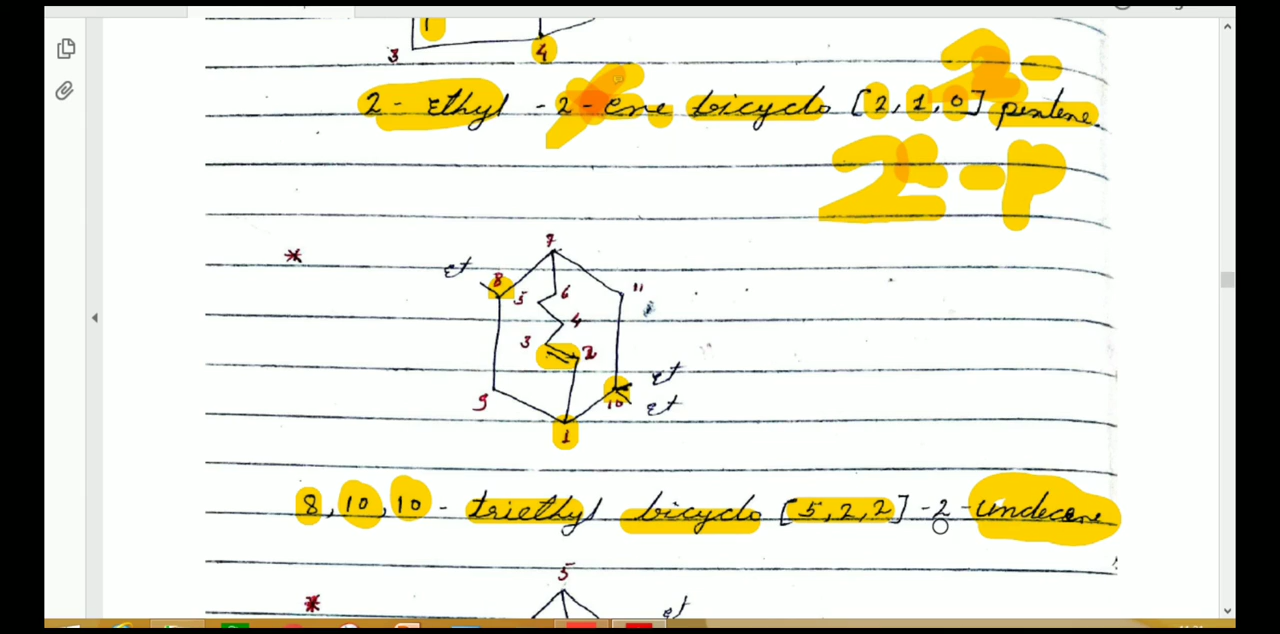 1
3 4
2- Ethyl - 2 - ene bicyclo [2,1,0] pentene
2 - P
*
7
Et 8
5 6 11
4
3 2
Et
9 10 Et
1
8, 10, 10 - triethyl bicyclo [5,2,2] -2 -undecene
5
* et